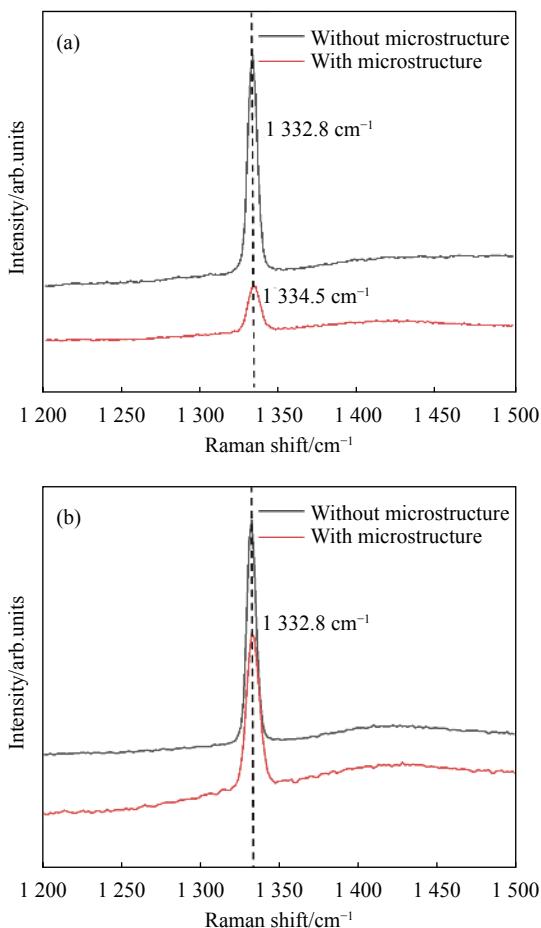 (a)
Without microstructure
With microstructure
1 332.8 cm⁻¹
1 334.5 cm⁻¹
Intensity/arb.units
1 200 1 250 1 300 1 350 1 400 1 450 1 500
Raman shift/cm⁻¹
(b)
Without microstructure
With microstructure
1 332.8 cm⁻¹
Intensity/arb.units
1 200 1 250 1 300 1 350 1 400 1 450 1 500
Raman shift/cm⁻¹